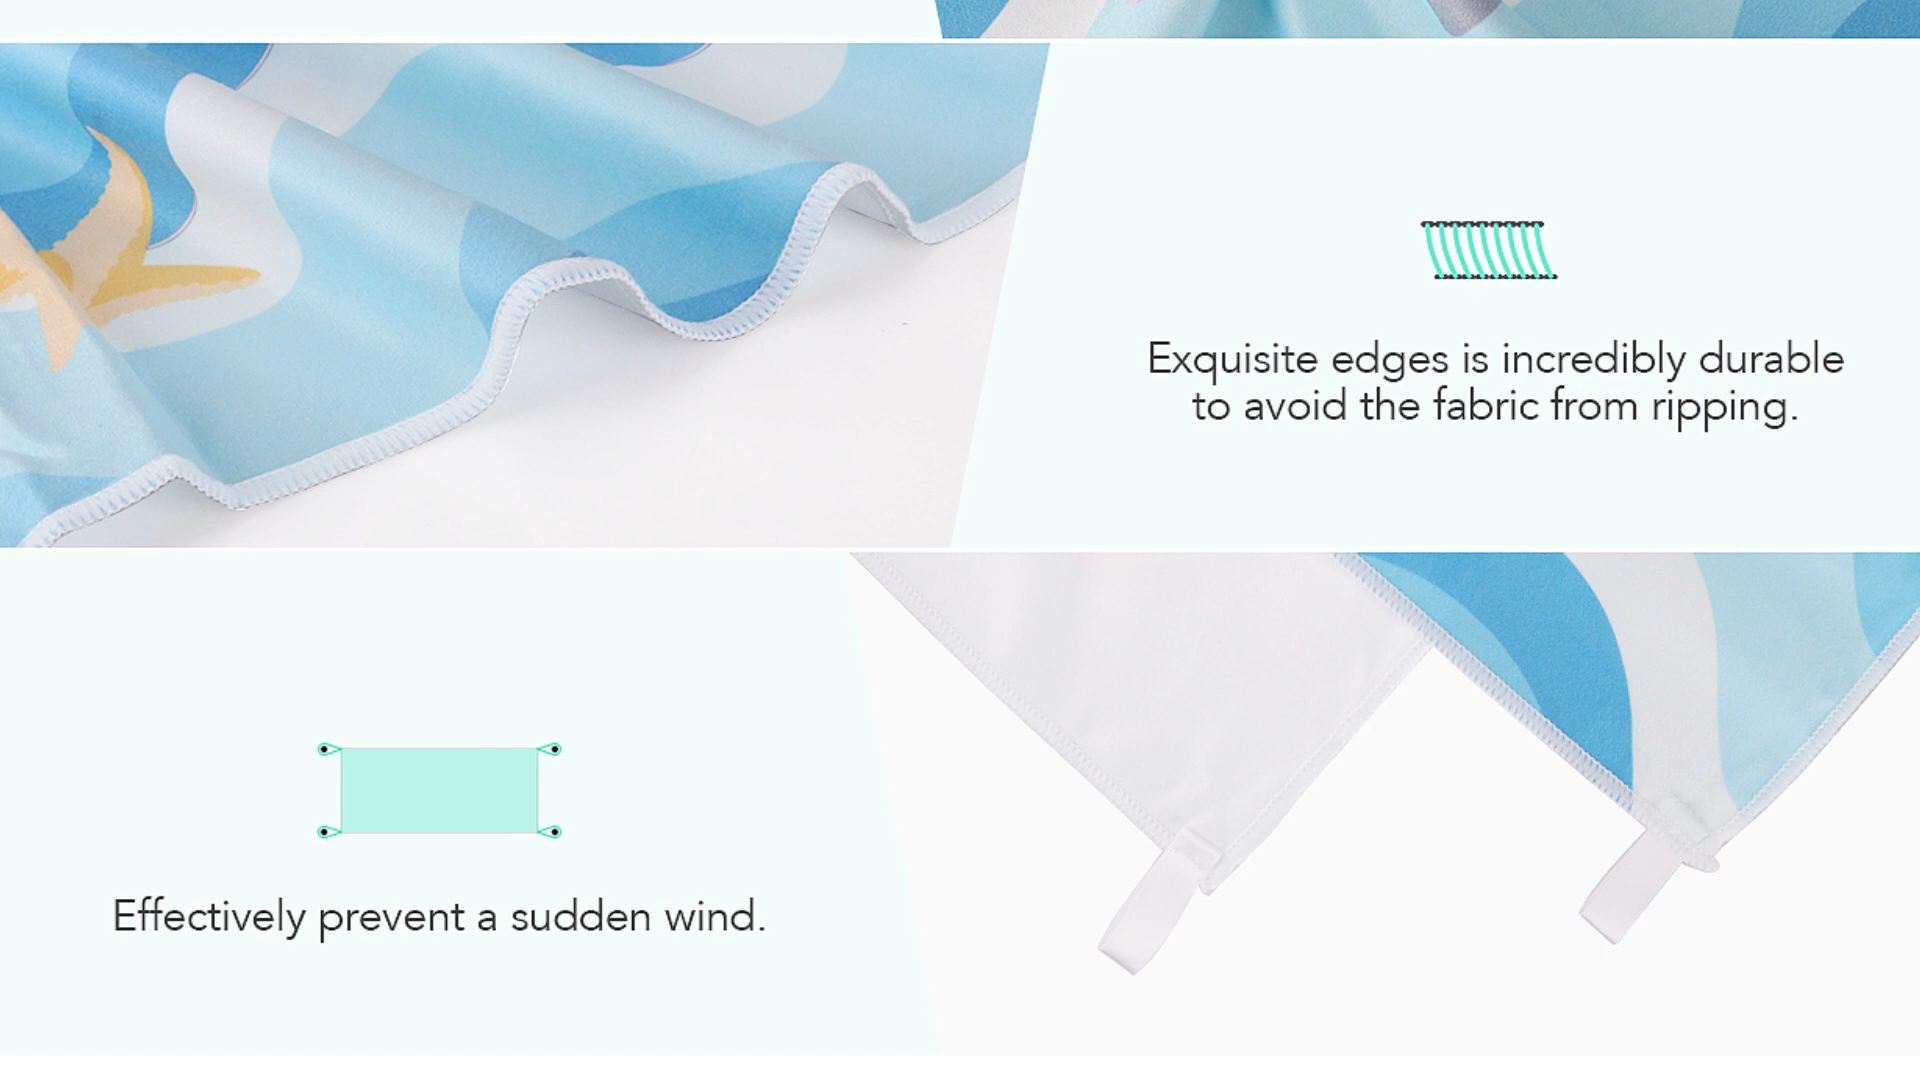 Exquisite edges is incredibly durable
to avoid the fabric from ripping.
Effectively prevent a sudden wind.